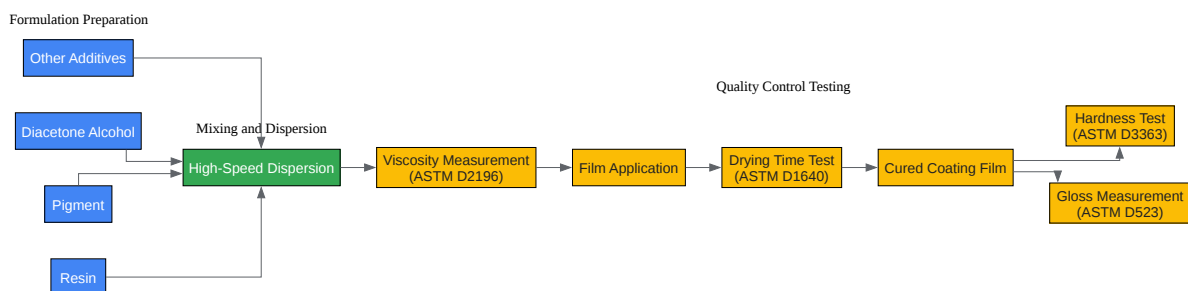 Formulation Preparation
Other Additives
Diacetone Alcohol
Pigment
Resin
Mixing and Dispersion
High-Speed Dispersion
Quality Control Testing
Viscosity Measurement
(ASTM D2196)
Film Application
Drying Time Test
(ASTM D1640)
Cured Coating Film
Hardness Test
(ASTM D3363)
Gloss Measurement
(ASTM D523)